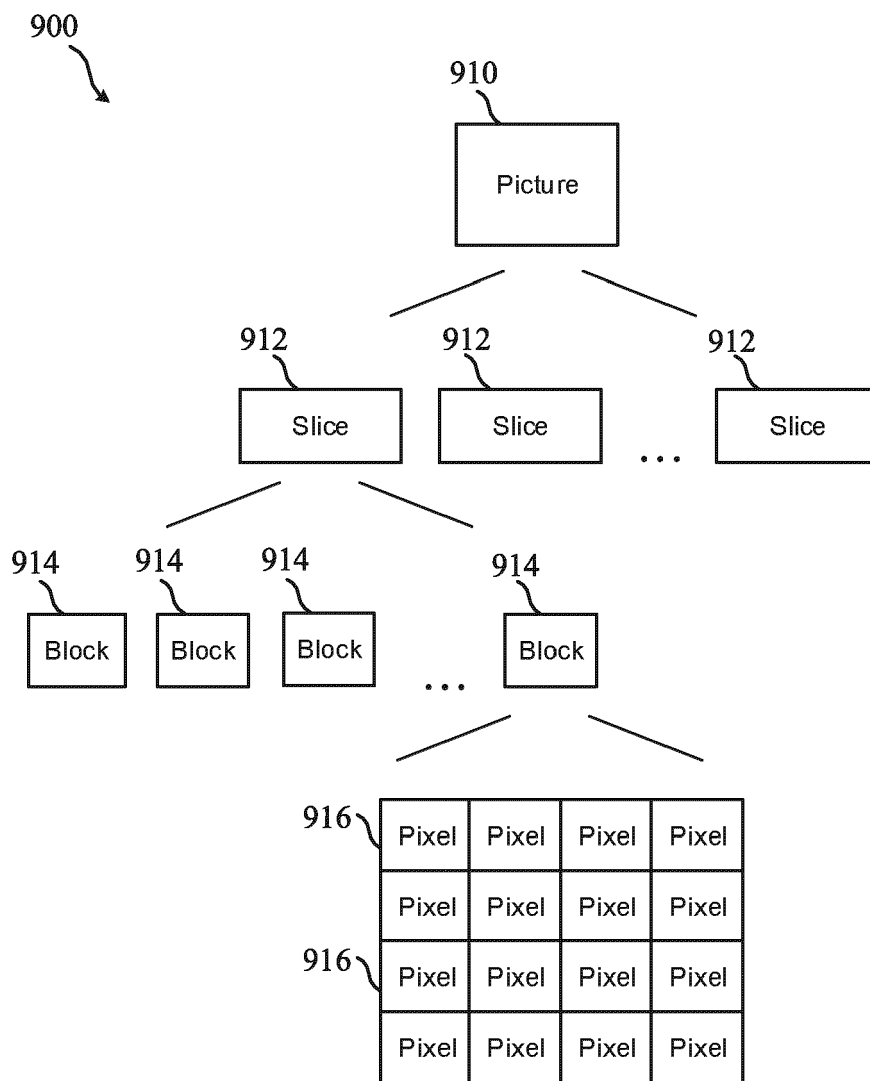 900
910
Picture
912 912 912
Slice Slice ... Slice
914 914 914 914
Block Block Block ... Block
916 Pixel Pixel Pixel Pixel
Pixel Pixel Pixel Pixel
916 Pixel Pixel Pixel Pixel
Pixel Pixel Pixel Pixel